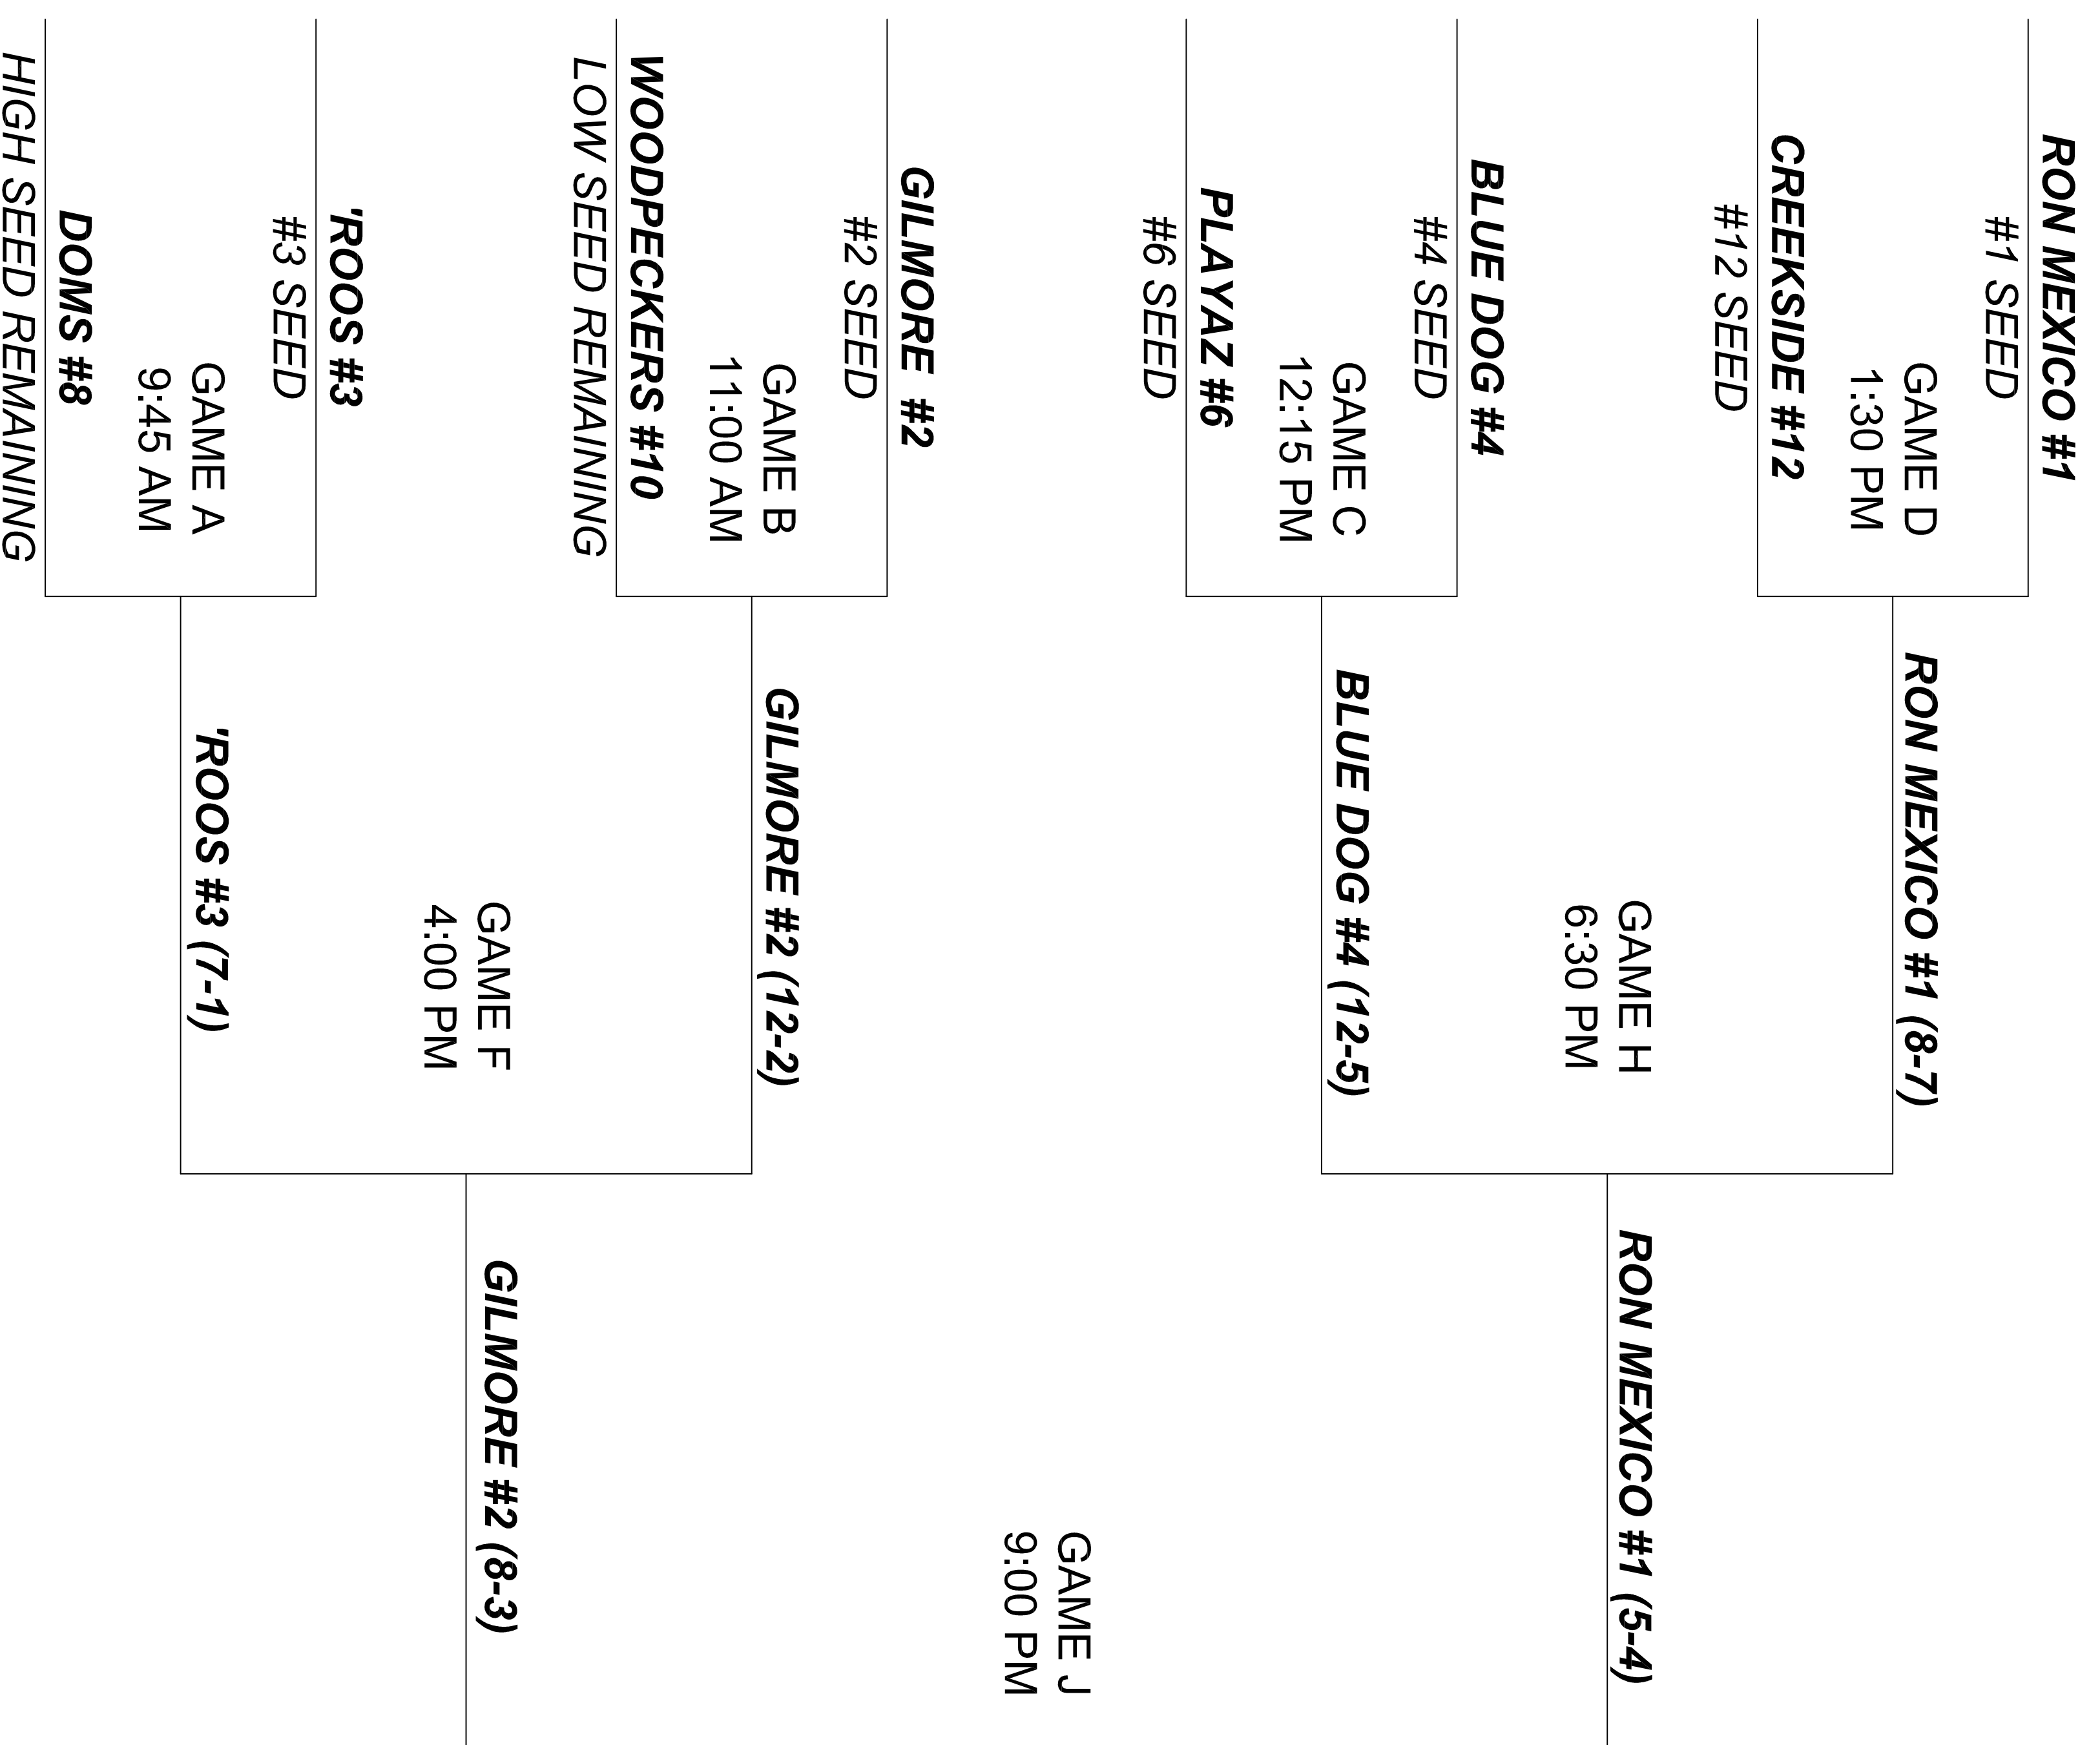 RON MEXICO #1
#1 SEED
GAME D
1:30 PM
RON MEXICO #1 (8-7)
CREEKSIDE #12
#12 SEED
GAME H
6:30 PM
RON MEXICO #1 (5-4)
BLUE DOG #4
#4 SEED
GAME C
12:15 PM
BLUE DOG #4 (12-5)
PLAYAZ #6
#6 SEED
GAME J
9:00 PM
GILMORE #2
#2 SEED
GAME B
11:00 AM
GILMORE #2 (12-2)
WOODPECKERS #10
LOW SEED REMAINING
GAME F
4:00 PM
GILMORE #2 (8-3)
'ROOS #3
#3 SEED
GAME A
9:45 AM
'ROOS #3 (7-1)
DOMS #8
HIGH SEED REMAINING